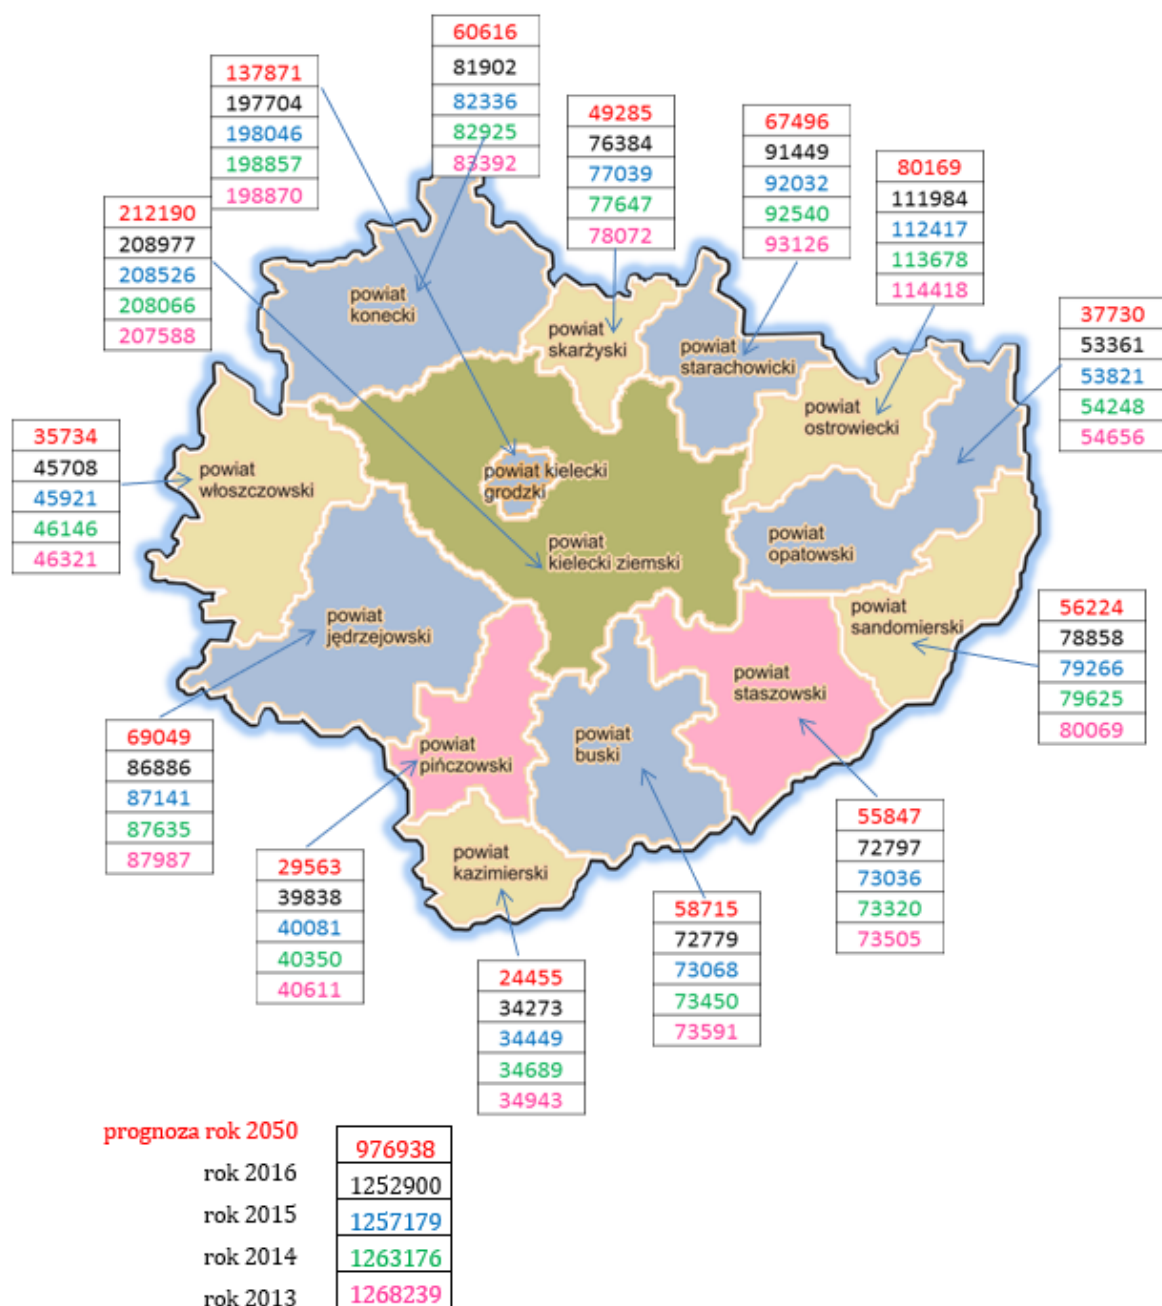 60616
81902
82336
82925
83392
137871
197704
198046
198857
198870
49285
76384
77039
77647
78072
67496
91449
92032
92540
93126
80169
111984
112417
113678
114418
212190
208977
208526
208066
207588
37730
53361
53821
54248
54656
powiat
konecki
powiat
skarżyski
powiat
starachowicki
powiat
ostrowiecki
35734
45708
45921
46146
46321
powiat
włoszczowski
powiat kielecki
grodzki
powiat
kielecki ziemski
powiat
opatowski
powiat
sandomierski
56224
78858
79266
79625
80069
powiat
jędrzejowski
powiat
staszowski
powiat
pińczowski
powiat
buski
69049
86886
87141
87635
87987
powiat
kazimierski
29563
39838
40081
40350
40611
55847
72797
73036
73320
73505
58715
72779
73068
73450
73591
24455
34273
34449
34689
34943
prognoza rok 2050 976938
rok 2016 1252900
rok 2015 1257179
rok 2014 1263176
rok 2013 1268239